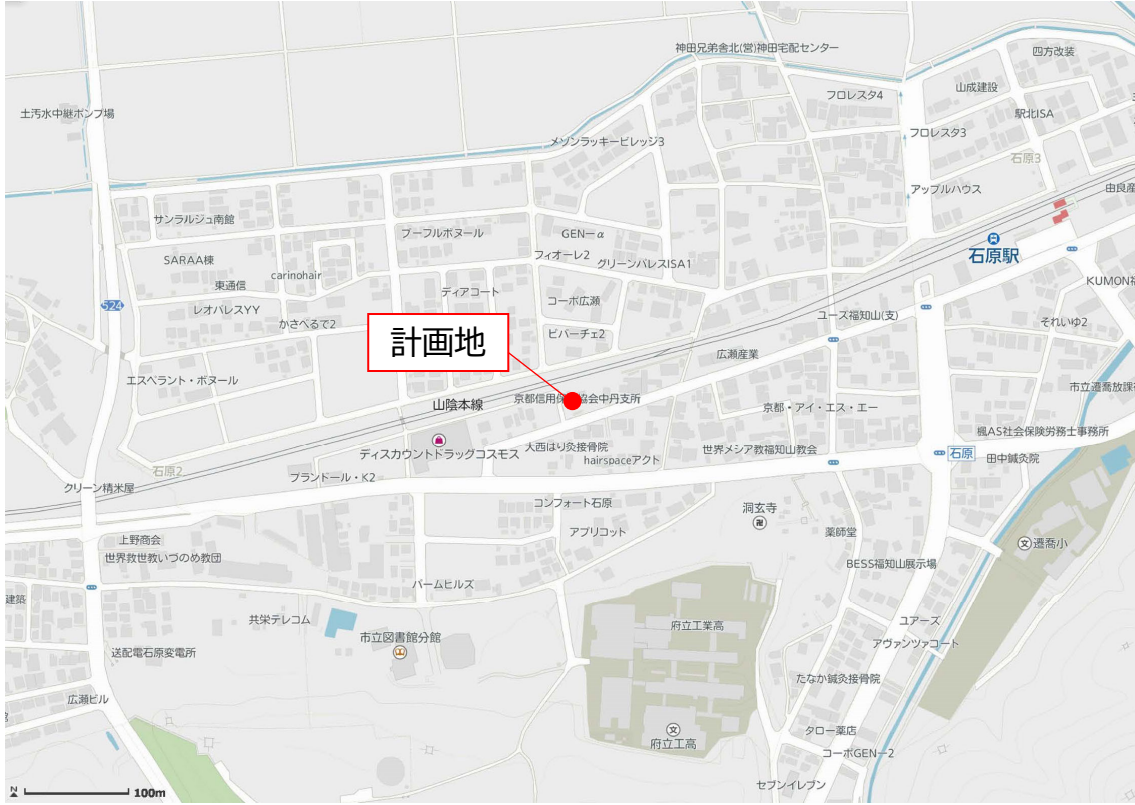 神田兄弟舎北(営)神田宅配センター
四方改装
フロレスタ4
山成建設
土汚水中継ポンプ場
駅北ISA
フロレスタ3
メゾンラッキービレッジ3
石原3
アップルハウス
由良産
サンラルジュ南館
プーフルボヌール
GENーα
石原駅
フィオーレ2
グリーンパレスISA1
SARAA棟
carinohair
東通信
KUMON福
ディアコート
コーポ広瀬
524
レオパレスYY
かさべるで2
ユーズ福知山(支)
それいゆ2
ビバーチェ2
計画地
広瀬産業
エスペラント・ボヌール
市立遷喬放課
山陰本線
京都信用保
協会中丹支所
京都・アイ・エス・エー
楓AS社会保険労務士事務所
大西はり灸接骨院
世界メシア教福知山教会
ディスカウントドラッグコスモス
石原
田中鍼灸院
hairspaceアクト
石原2
ブランドール・K2
クリーン精米屋
コンフォート石原
洞玄寺
アプリコット
薬師堂
上野商会
文
遷喬小
世界救世教いづのめ教団
BESS福知山展示場
パームヒルズ
建築
共栄テレコム
ユアーズ
府立工業高
市立図書館分館
アヴァンツァコート
送配電石原変電所
たなか鍼灸接骨院
広瀬ビル
文
タロー薬店
府立工高
コーポGENー2
セブンイレブン
N
100m